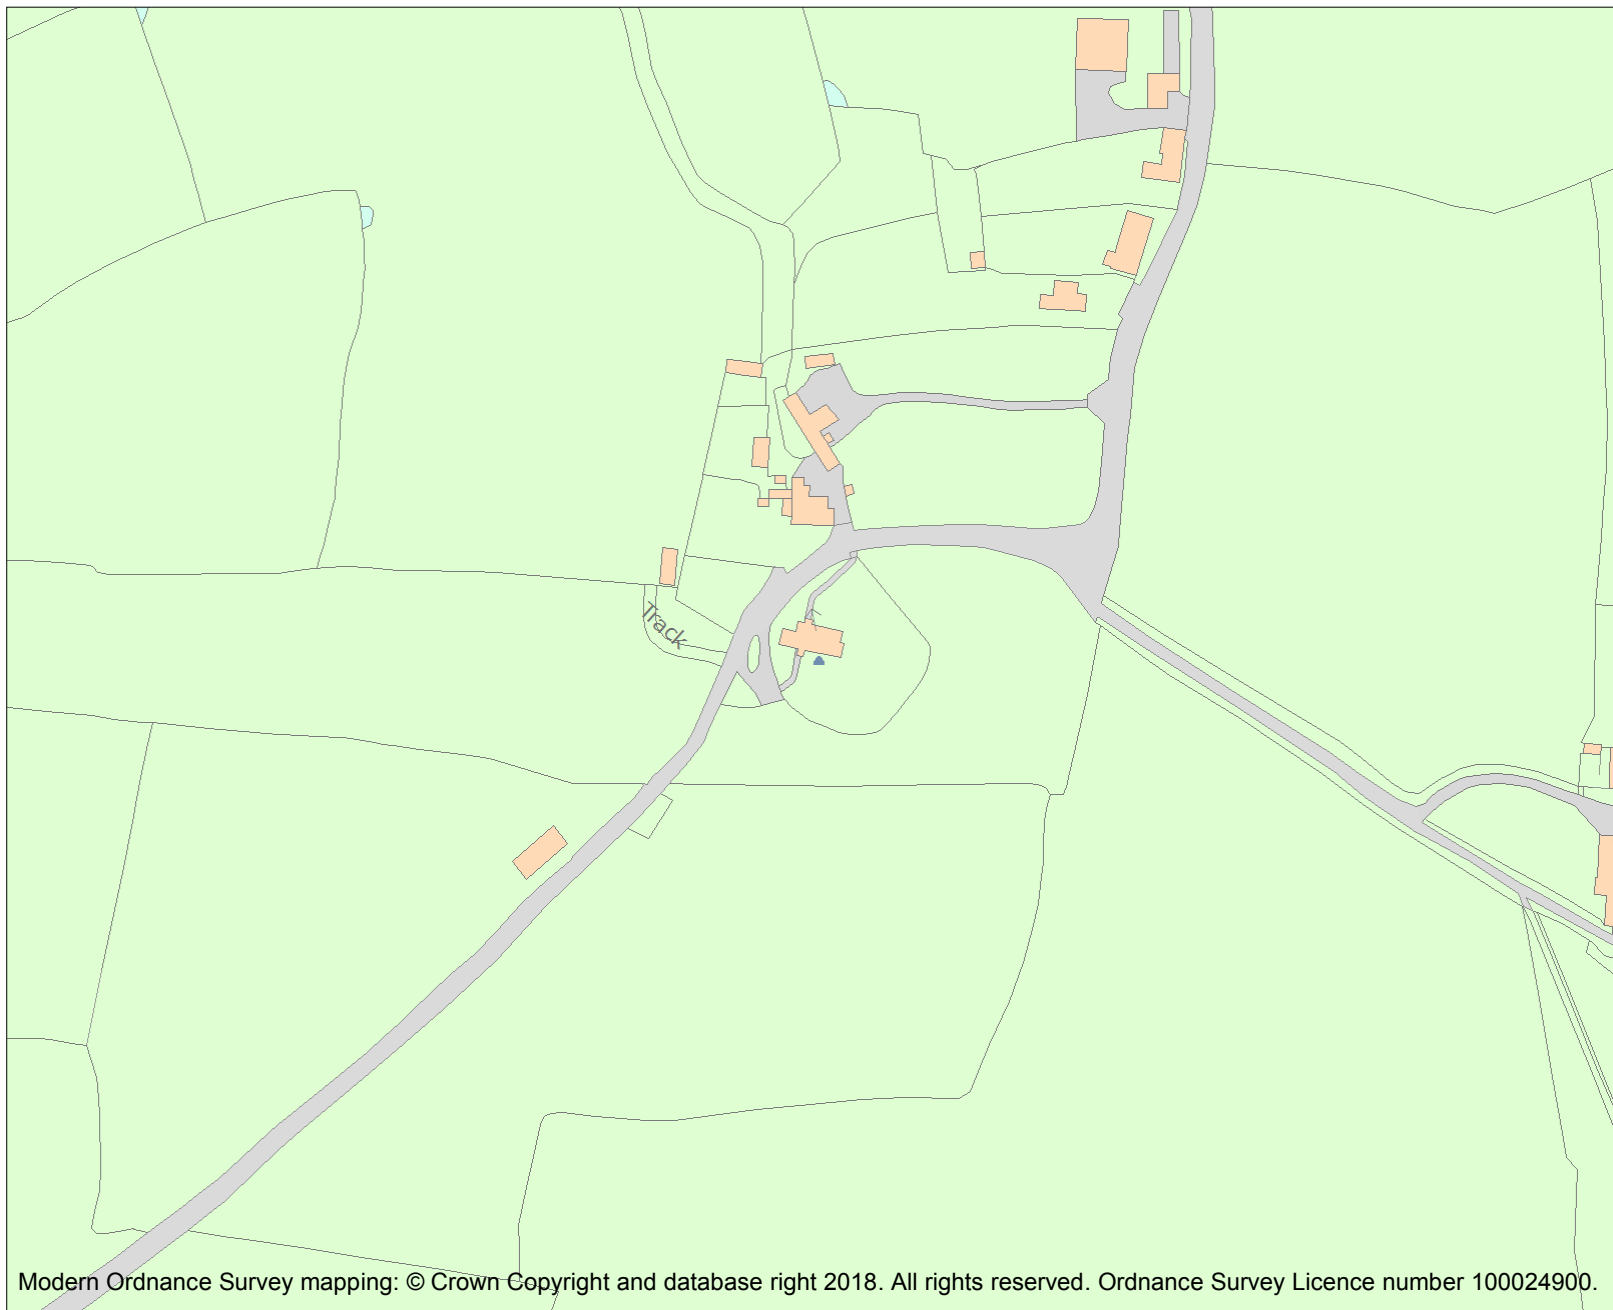 Track
Modern Ordnance Survey mapping: © Crown Copyright and database right 2018. All rights reserved. Ordnance Survey Licence number 100024900.